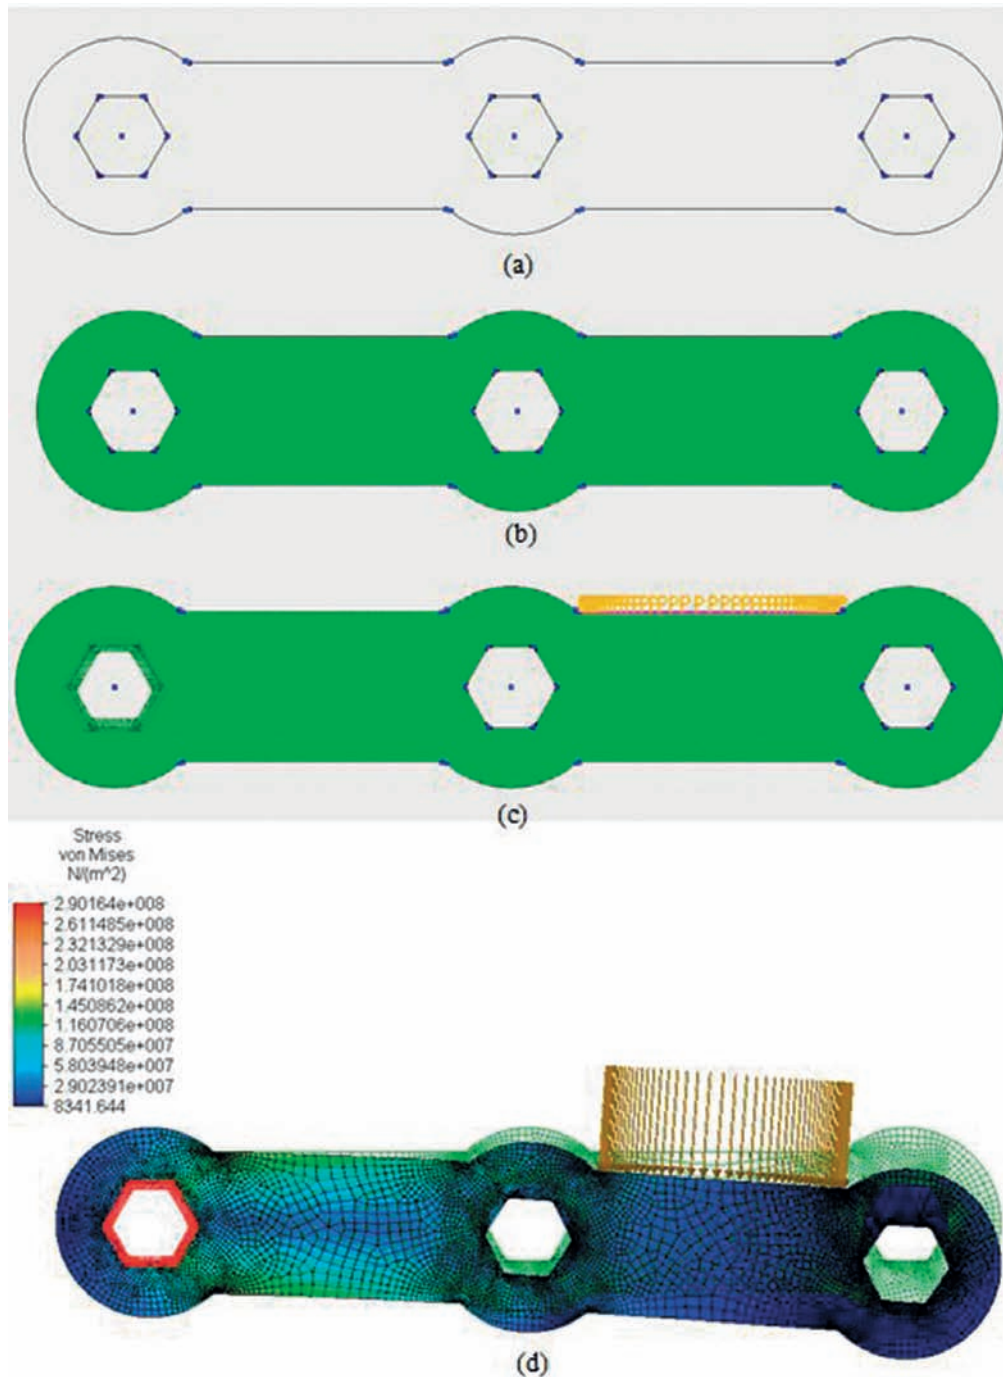 (a)
(b)
(c)
Stress
von Mises
N/(m^2)
2.90164e+008
2.611485e+008
2.321329e+008
2.031173e+008
1.741018e+008
1.450862e+008
1.160706e+008
8.705505e+007
5.803948e+007
2.902391e+007
8341.644
(d)